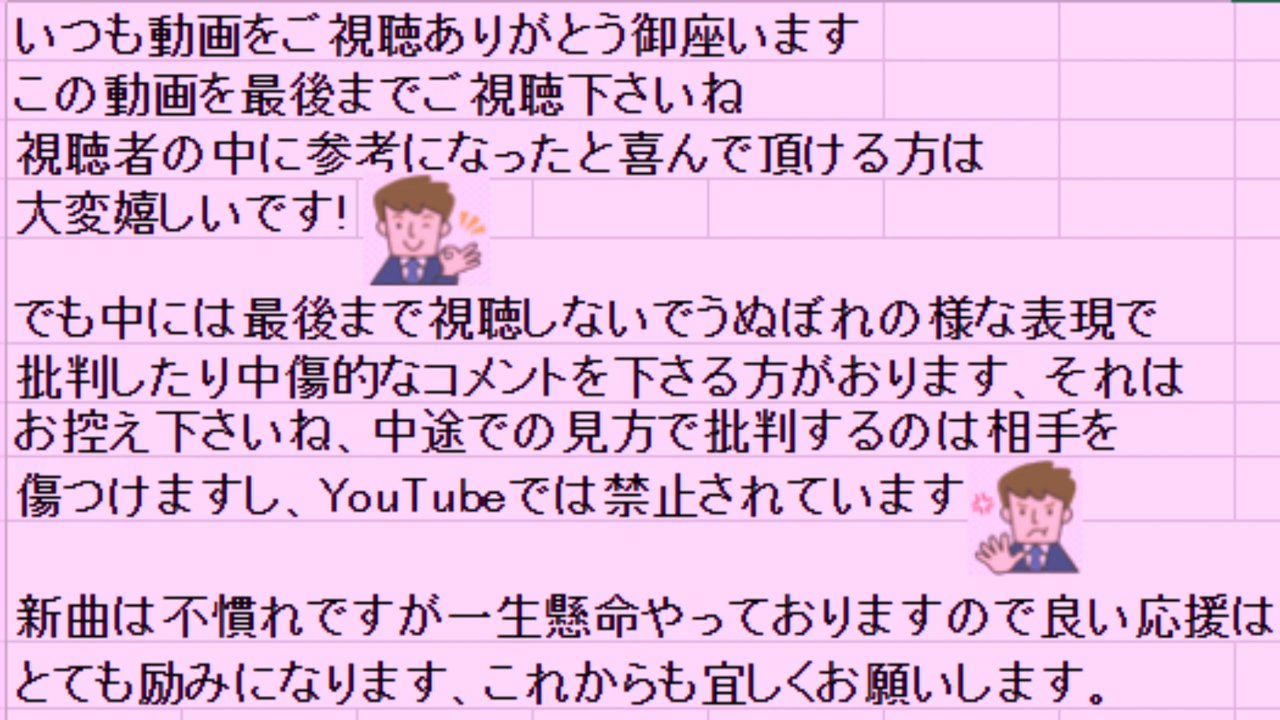 いつも動画をご視聴ありがとう御座います
この動画を最後までご視聴下さいね
視聴者の中に参考になったと喜んで頂ける方は
大変嬉しいです!
でも中には最後まで視聴しないでうぬぼれの様な表現で
批判したり中傷的なコメントを下さる方がおります、それは
お控え下さいね、中途での見方で批判するのは相手を
傷つけますし、YouTubeでは禁止されています
新曲は不慣れですが一生懸命やっておりますので良い応援は
とても励みになります、これからも宜しくお願いします。